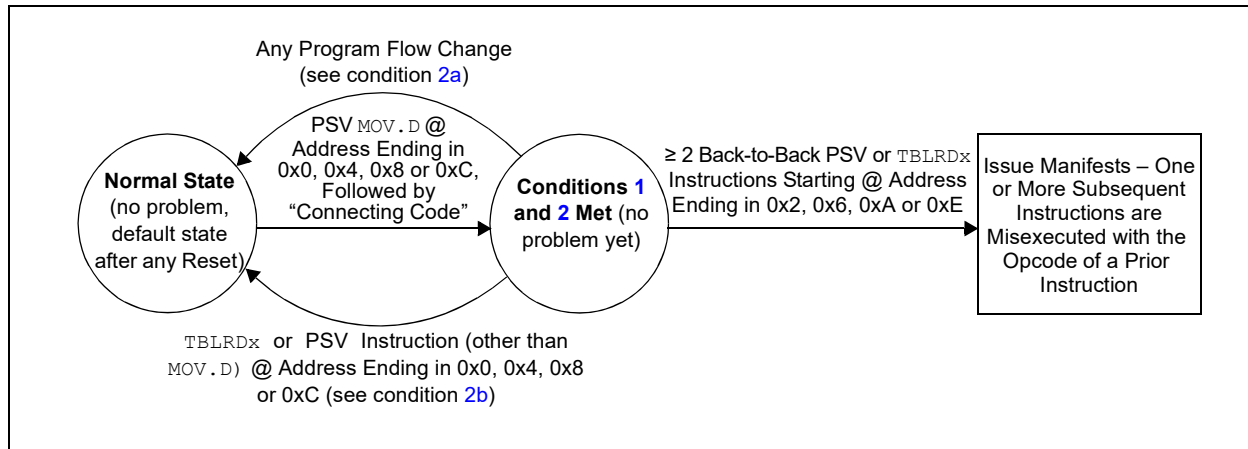 Any Program Flow Change
(see condition 2a)
PSV MOV.D @
Address Ending in
0x0, 0x4, 0x8 or 0xC,
Followed by
“Connecting Code”
Normal State
(no problem,
default state
after any Reset)
Conditions 1
and 2 Met (no
problem yet)
≥ 2 Back-to-Back PSV or TBLRDx
Instructions Starting @ Address
Ending in 0x2, 0x6, 0xA or 0xE
Issue Manifests – One
or More Subsequent
Instructions are
Misexecuted with the
Opcode of a Prior
Instruction
TBLRDx or PSV Instruction (other than
MOV.D) @ Address Ending in 0x0, 0x4, 0x8
or 0xC (see condition 2b)